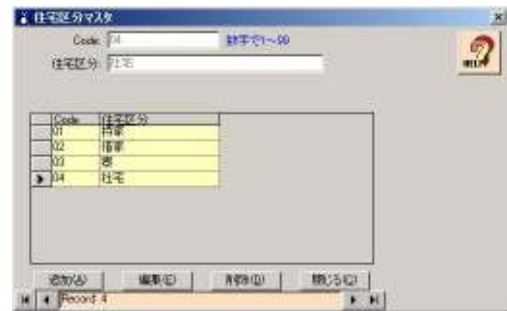 住宅区分マスタ
Code: 04 数字で1~99
住宅区分: 社宅
HELP
Code 住宅区分
01 持家
02 借家
03 寮
04 社宅
追加(A) 編集(E) 削除(D) 閉じる(C)
Record 4